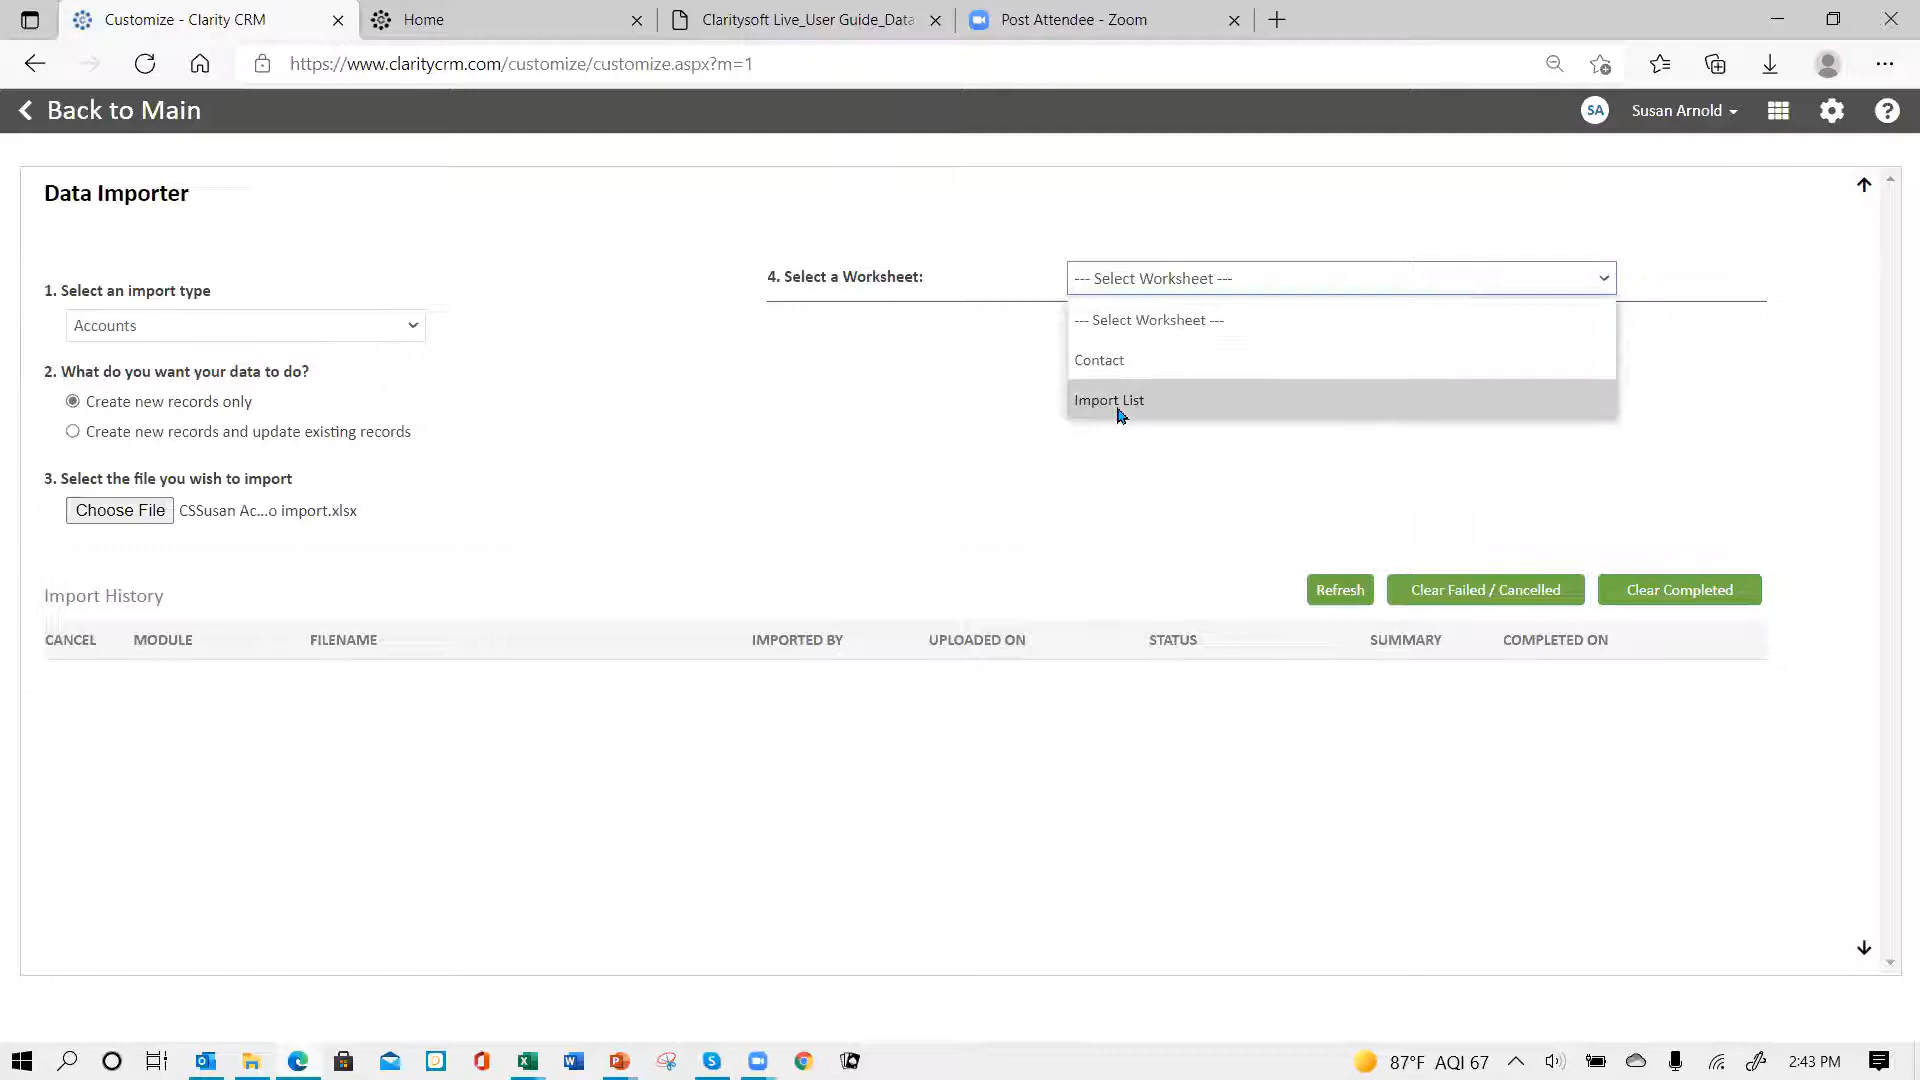 Customize - Clarity CRM
Home
Claritysoft Live_User Guide_Data
Post Attendee - Zoom
https://www.claritycrm.com/customize/customize.aspx?m=1
Back to Main
SA
Susan Arnold
Data Importer
4. Select a Worksheet:
--- Select Worksheet ---
--- Select Worksheet ---
Contact
Import List
1. Select an import type
Accounts
2. What do you want your data to do?
Create new records only
Create new records and update existing records
3. Select the file you wish to import
Choose File CSSusan Ac...o import.xlsx
Import History
Refresh
Clear Failed / Cancelled
Clear Completed
CANCEL MODULE FILENAME IMPORTED BY UPLOADED ON STATUS SUMMARY COMPLETED ON
87°F AQI 67
2:43 PM